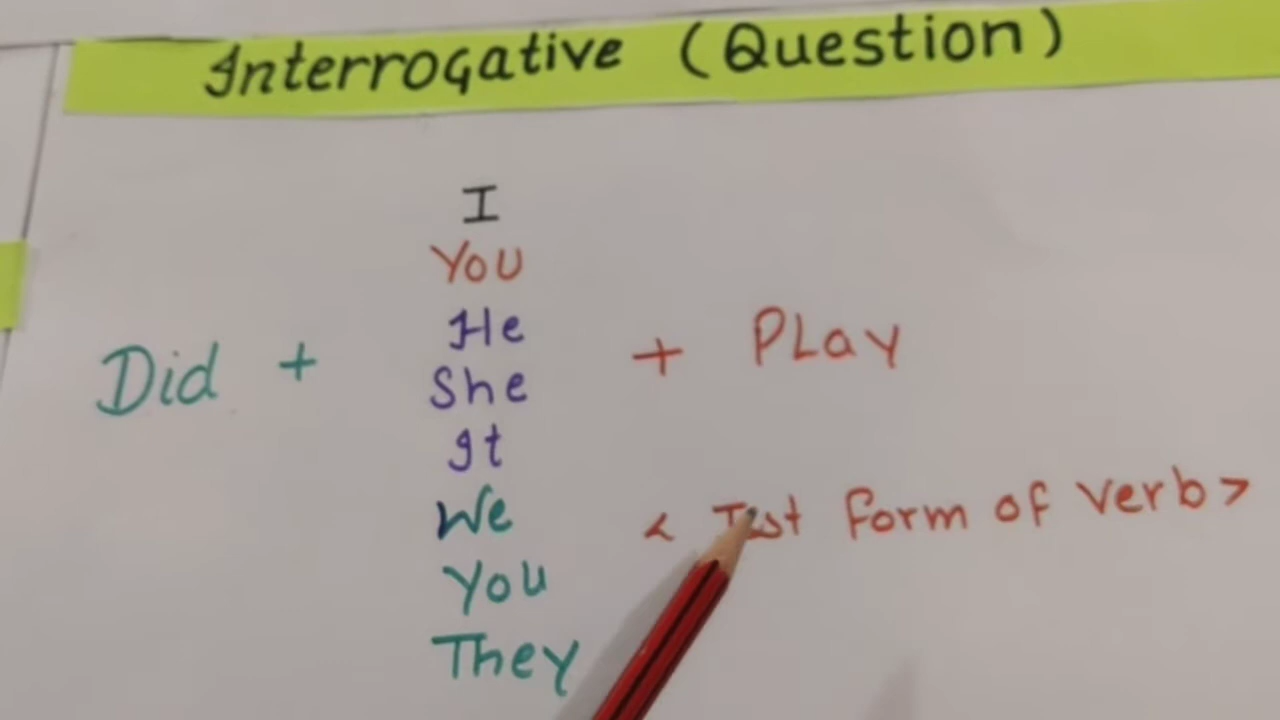 Interrogative (Question)
I
You
He
Did + She + Play
It
We
< Ist form of verb >
You
They